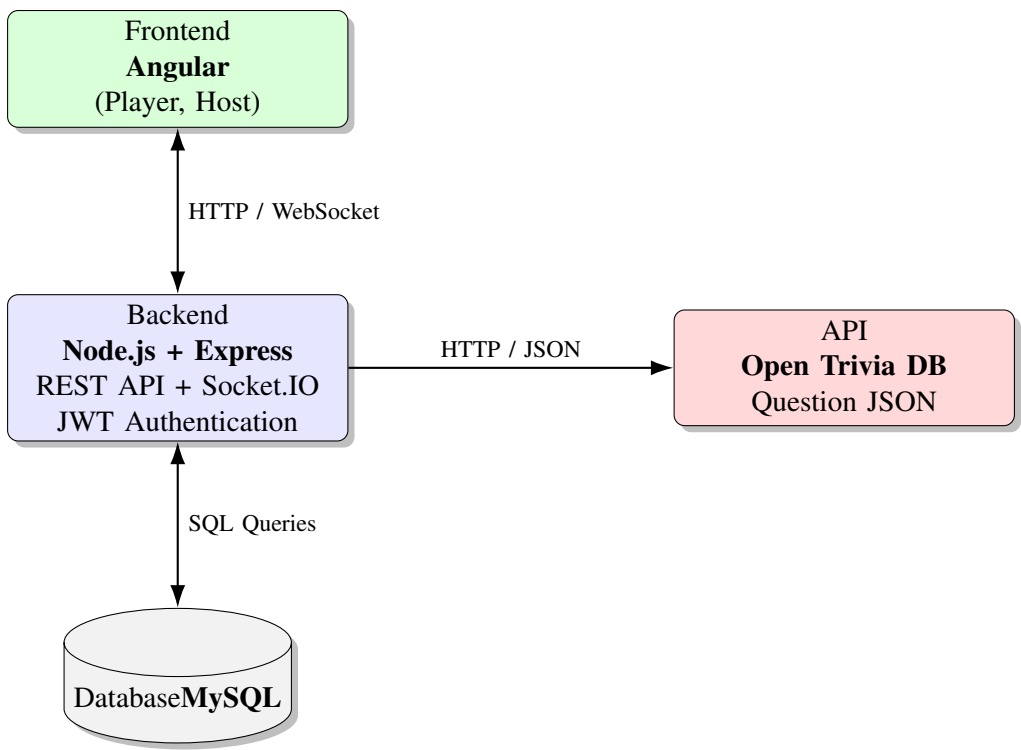 Frontend
Angular
(Player, Host)
HTTP / WebSocket
Backend
Node.js + Express
REST API + Socket.IO
JWT Authentication
HTTP / JSON
API
Open Trivia DB
Question JSON
SQL Queries
DatabaseMySQL